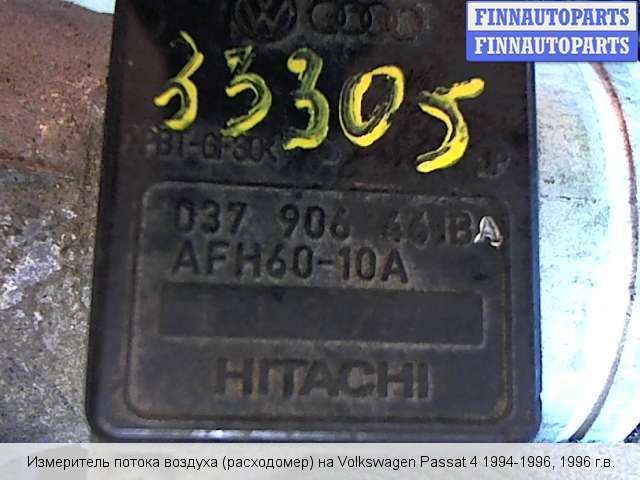 FINNAUTOPARTS
FINNAUTOPARTS
33305
037 906 461BA
AFH60-10A
HITACHI
Измеритель потока воздуха (расходомер) на Volkswagen Passat 4 1994-1996, 1996 г.в.